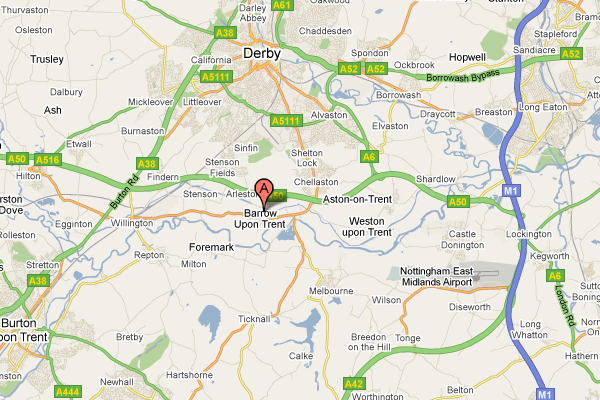 Thurvaston
Osleston
Darley
Abbey
A61
Oakwood
Stanton
A38
Derby
Chaddesden
Stapleford
Sandiacre
Trusley
California
A5111
Spondon
Hopwell
A52
A52
Ockbrook
A52
Borrowash Bypass
Dalbury
Mickleover
Littleover
Borrowash
Ash
Alvaston
Draycott
Breaston
Long Eaton
Burnaston
A5111
Elvaston
Etwall
Sinfin
A50
A516
A38
Stenson
Fields
Shelton
Lock
A6
Hilton
Findern
Burton Rd
Chellaston
Shardlow
M1
Stenson
Arleston
A
A50
Aston-on-Trent
A50
Dove
Egginton
Willington
Barrow
Upon Trent
Weston
upon Trent
Castle
Donington
Lockington
Rolleston
Foremark
Kegworth
Stretton
Repton
Milton
Nottingham East
Midlands Airport
A6
A38
Melbourne
Wilson
Diseworth
London Rd
Sutton
Bonington
Burton
upon Trent
Ticknall
Bretby
Tonge
Breedon
on the Hill
Long
Whatton
Calke
Hathern
Hartshorne
Newhall
A42
Belton
A444
Worthington
M1